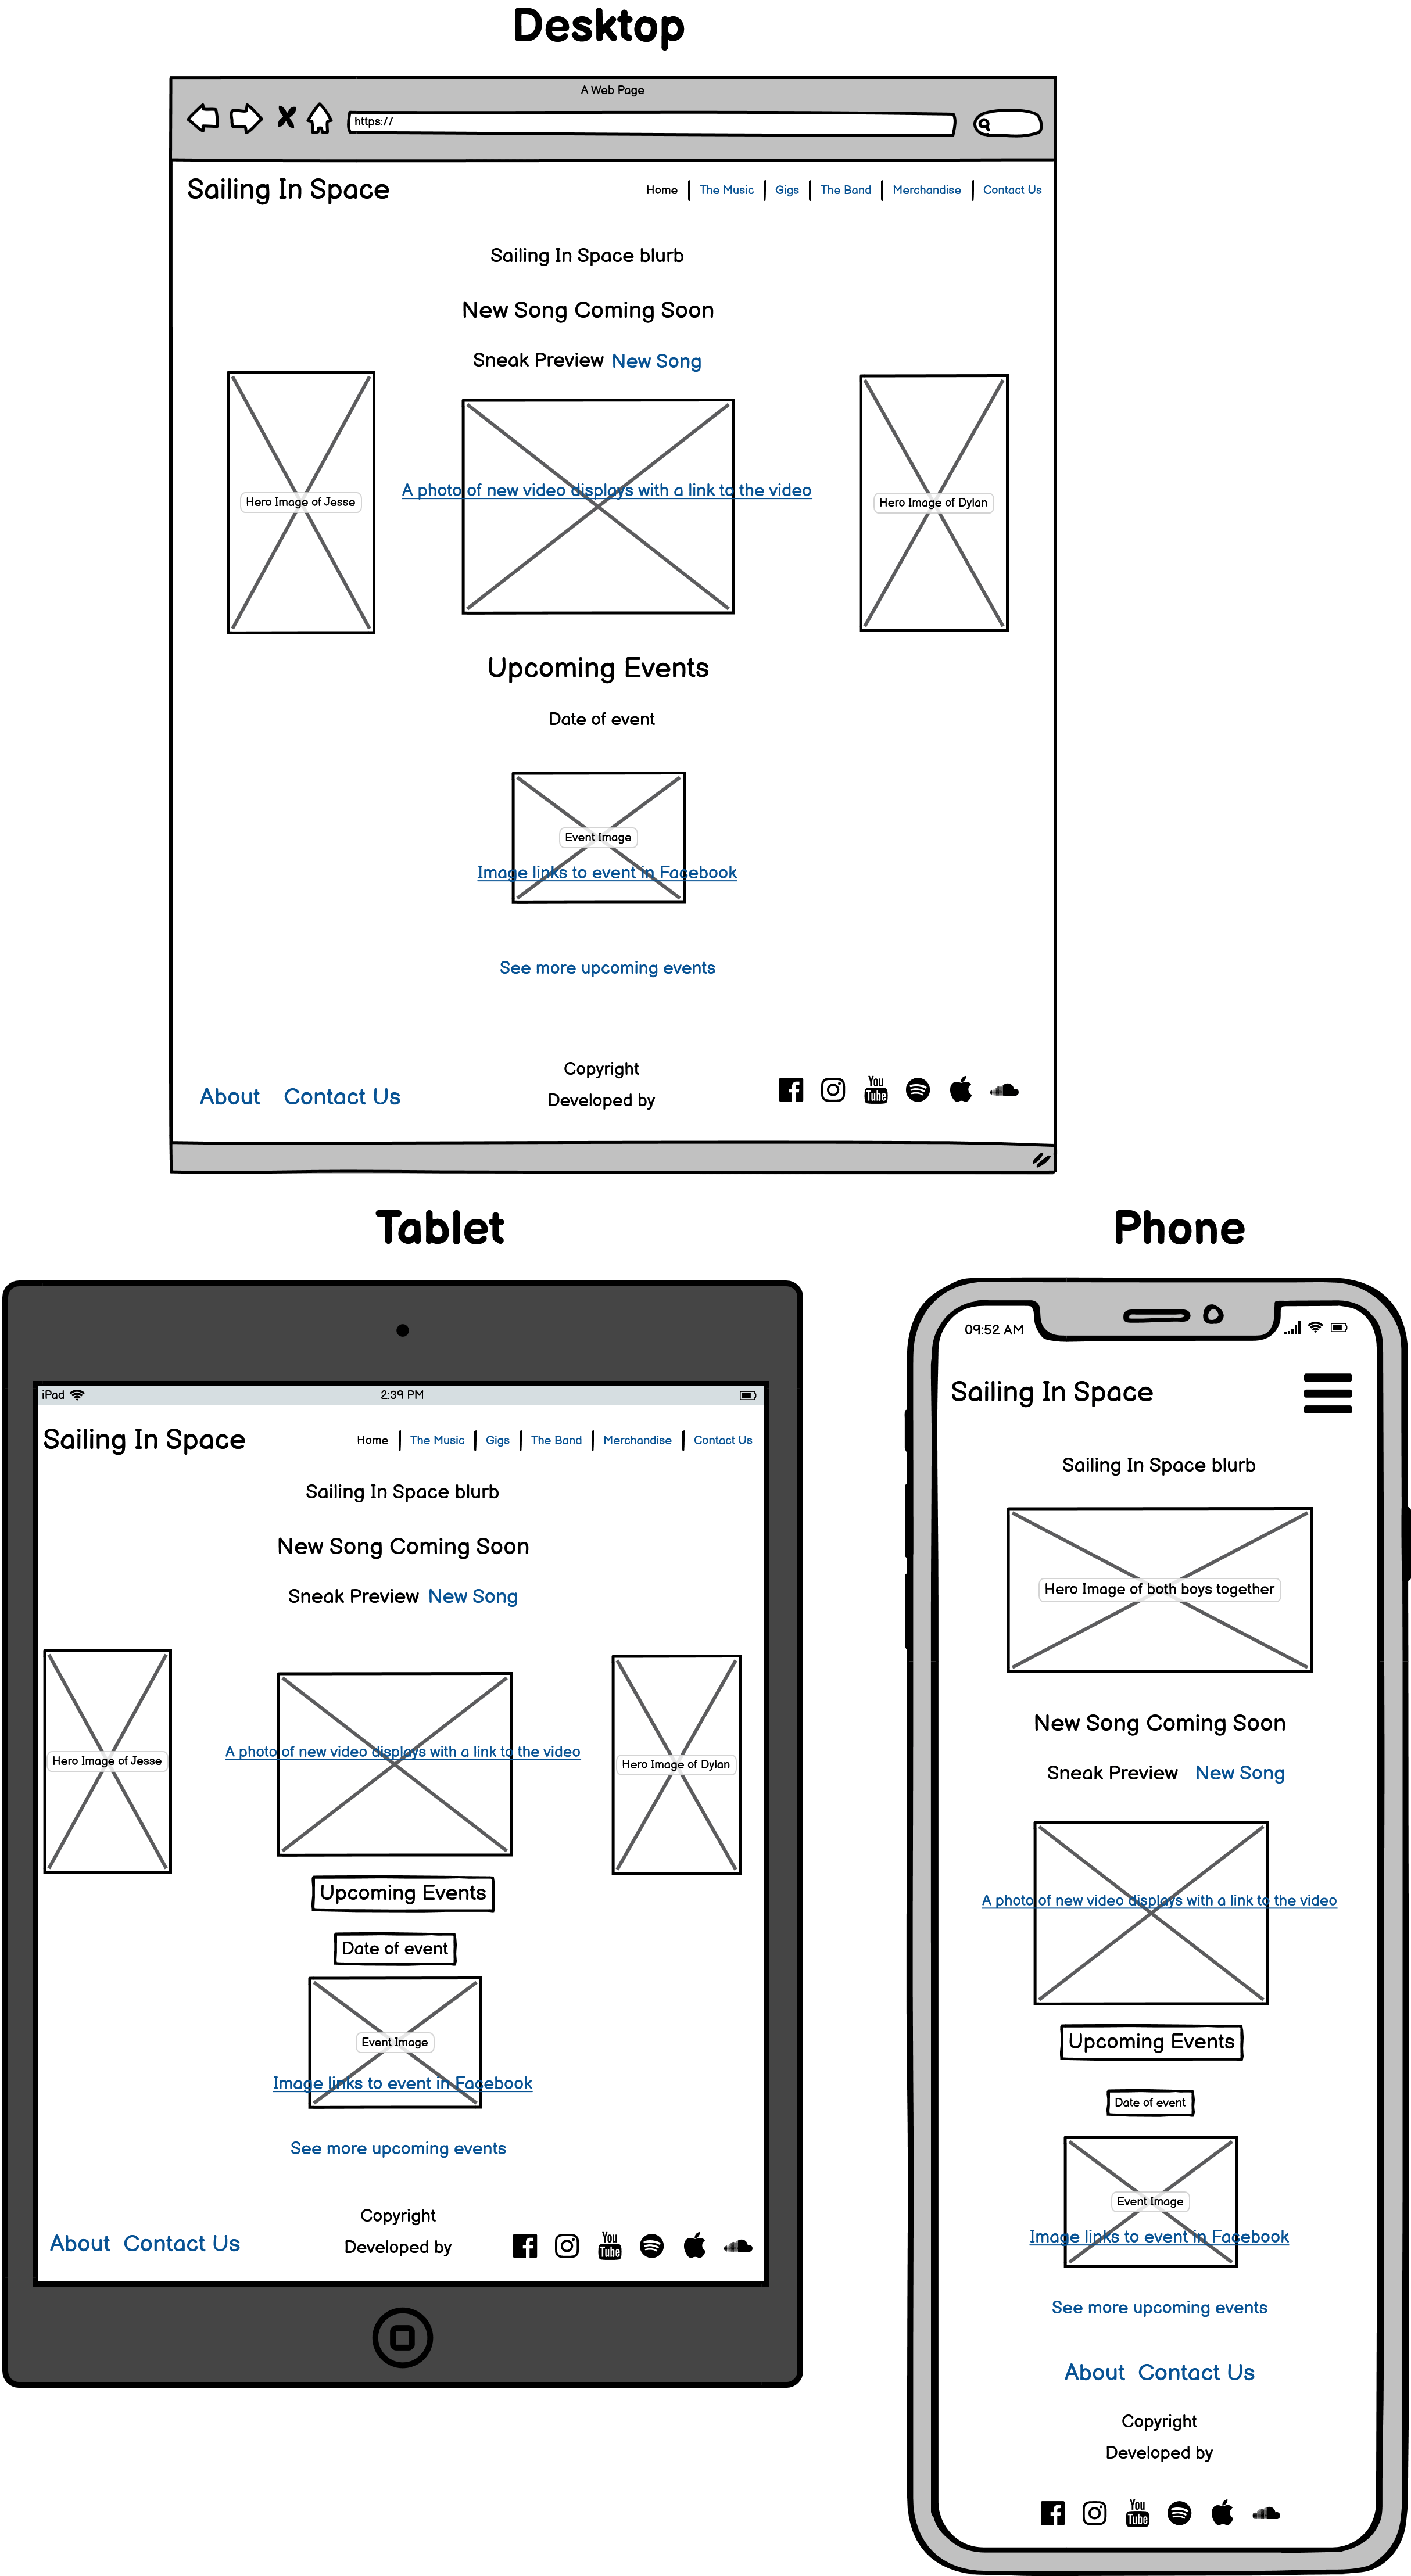 Desktop
A Web Page
https://
Sailing In Space
Home The Music Gigs The Band Merchandise Contact Us
Sailing In Space blurb
New Song Coming Soon
Sneak Preview New Song
Hero Image of Jesse
A photo of new video displays with a link to the video
Hero Image of Dylan
Upcoming Events
Date of event
Event Image
Image links to event in Facebook
See more upcoming events
About Contact Us
Copyright
Developed by
You
Tube
Tablet
iPad 2:39 PM
Sailing In Space
Home The Music Gigs The Band Merchandise Contact Us
Sailing In Space blurb
New Song Coming Soon
Sneak Preview New Song
Hero Image of Jesse
A photo of new video displays with a link to the video
Hero Image of Dylan
Upcoming Events
Date of event
Event Image
Image links to event in Facebook
See more upcoming events
About Contact Us
Copyright
Developed by
You
Tube
Phone
09:52 AM
Sailing In Space
Sailing In Space blurb
Hero Image of both boys together
New Song Coming Soon
Sneak Preview New Song
A photo of new video displays with a link to the video
Upcoming Events
Date of event
Event Image
Image links to event in Facebook
See more upcoming events
About Contact Us
Copyright
Developed by
You
Tube